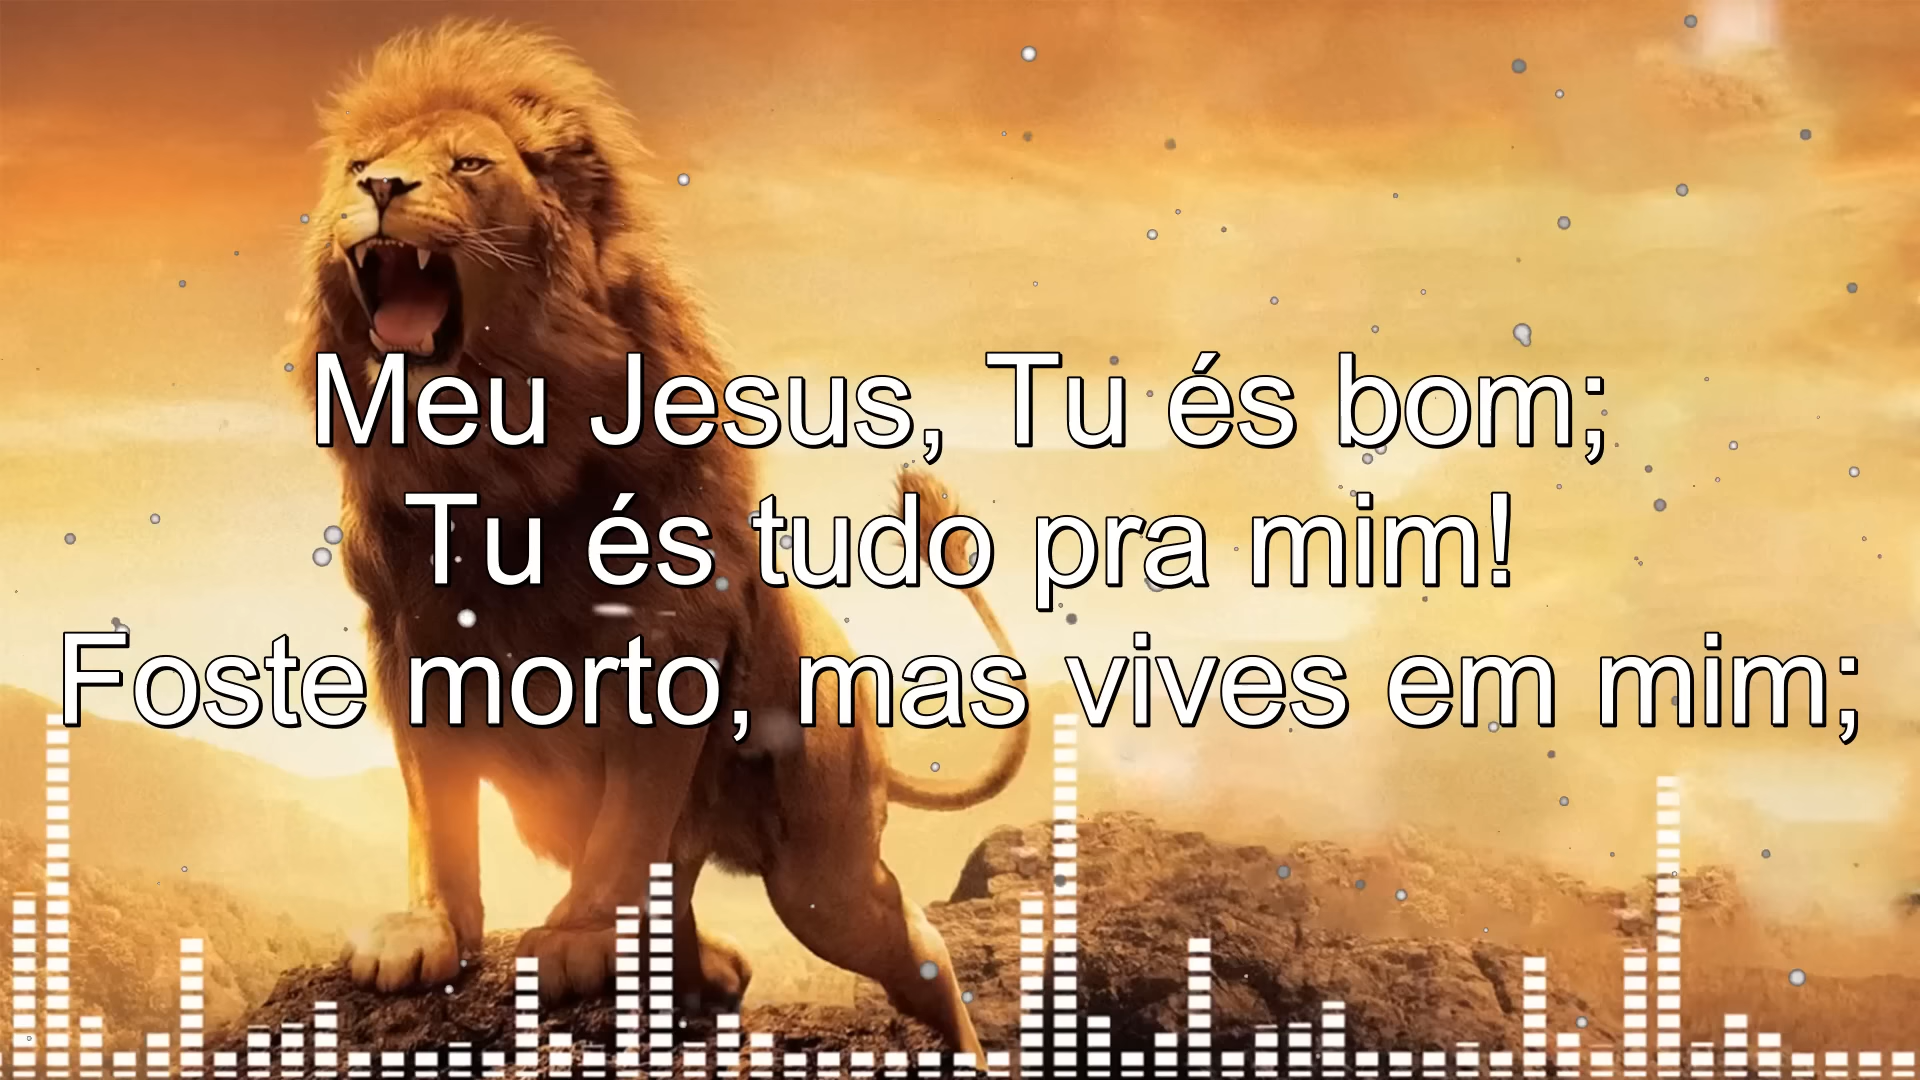 Meu Jesus, Tu és bom;
Tu és tudo pra mim!
Foste morto, mas vives em mim;